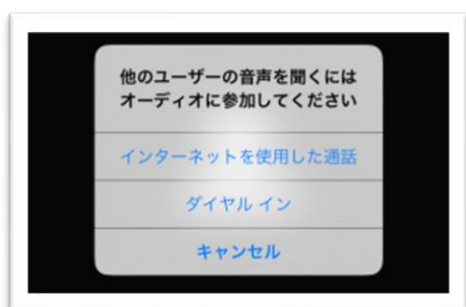 他のユーザーの音声を聞くには
オーディオに参加してください
インターネットを使用した通話
ダイヤル イン
キャンセル